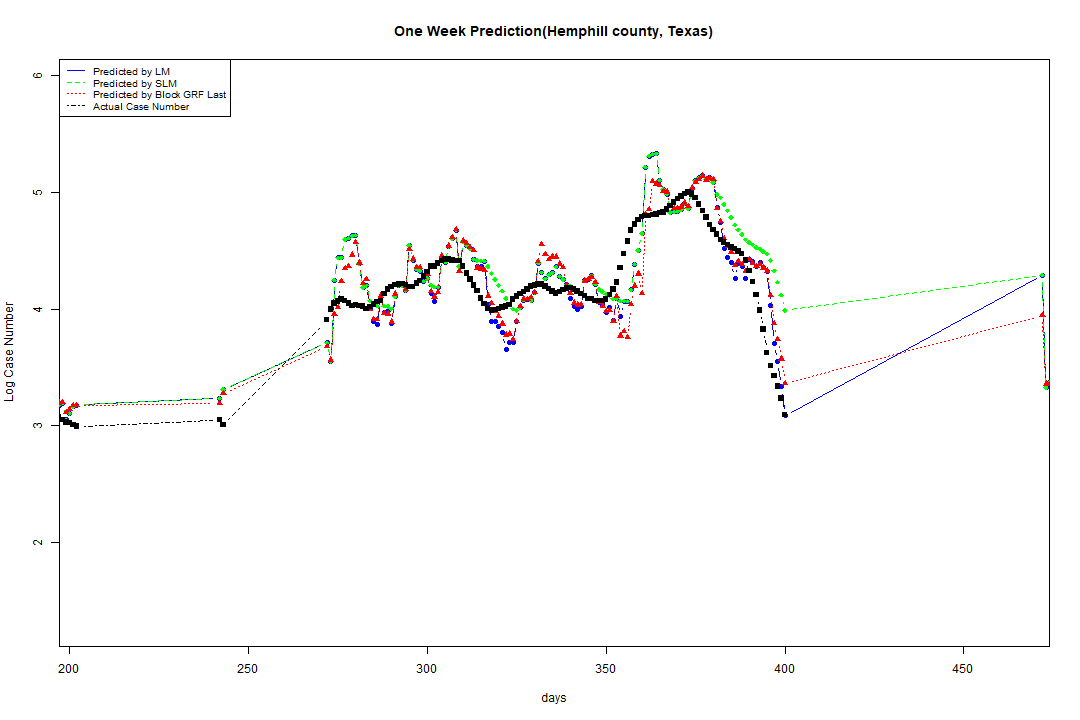 One Week Prediction(Hemphill county, Texas)
Predicted by LM
Predicted by SLM
Predicted by Block GRF Last
Actual Case Number
6
5
4
3
2
Log Case Number
200 250 300 350 400 450
days